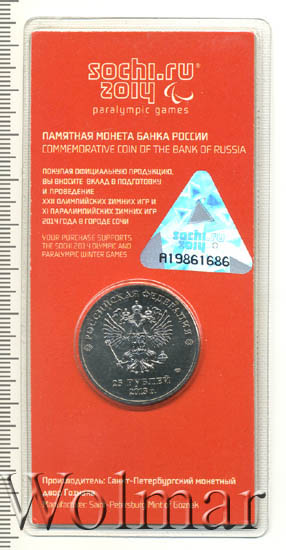 sochi.ru
2014
paralympic games
ПАМЯТНАЯ МОНЕТА БАНКА РОССИИ
COMMEMORATIVE COIN OF THE BANK OF RUSSIA
ПОКУПАЯ ОФИЦИАЛЬНУЮ ПРОДУКЦИЮ,
ВЫ ВНОСИТЕ ВКЛАД В ПОДГОТОВКУ
И ПРОВЕДЕНИЕ
XXII ОЛИМПИЙСКИХ ЗИМНИХ ИГР И
XI ПАРАЛИМПИЙСКИХ ЗИМНИХ ИГР
2014 ГОДА В ГОРОДЕ СОЧИ
YOUR PURCHASE SUPPORTS
THE SOCHI 2014 OLYMPIC AND
PARALYMPIC WINTER GAMES
sochi.ru
2014
A19861686
РОССИЙСКАЯ ФЕДЕРАЦИЯ
25 РУБЛЕЙ
2013 г.
Производитель: Санкт-Петербургский монетный
двор Гознака
Manufacturer: Saint-Petersburg Mint of Goznak
Wolmar